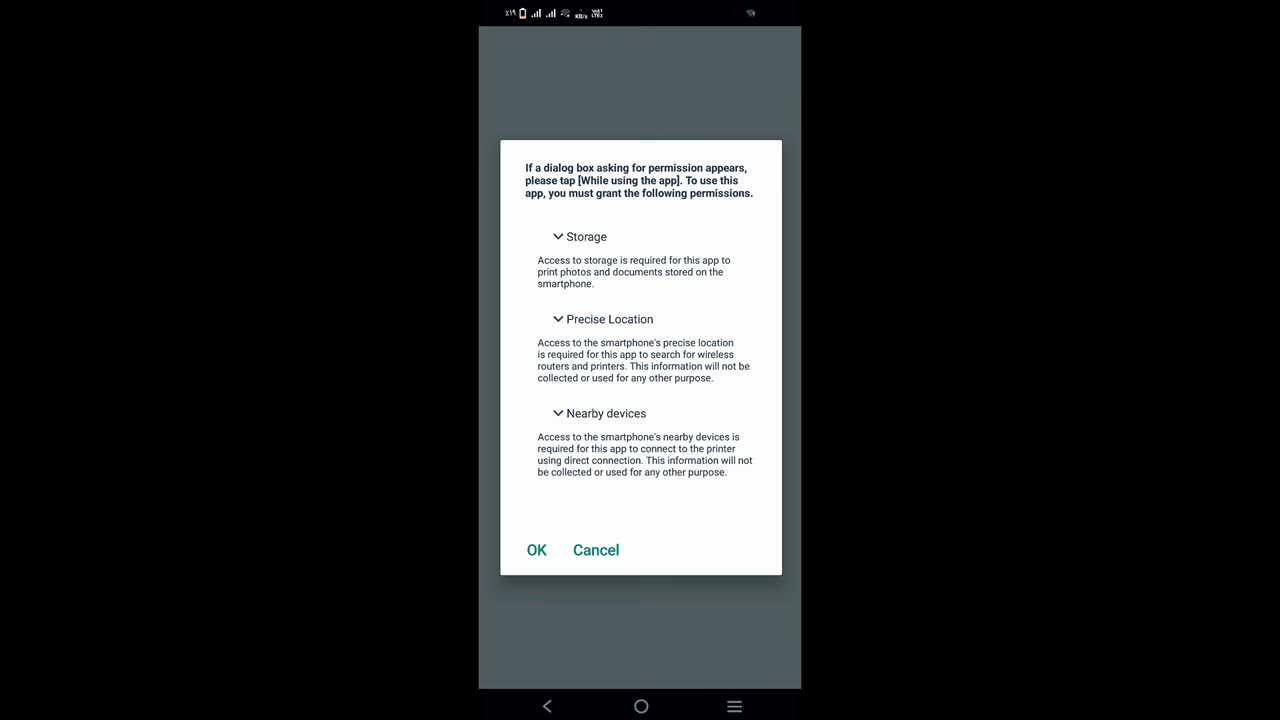 ٪١٩
KB/s
VoLT
LTE2
If a dialog box asking for permission appears,
please tap [While using the app]. To use this
app, you must grant the following permissions.
Storage
Access to storage is required for this app to
print photos and documents stored on the
smartphone.
Precise Location
Access to the smartphone's precise location
is required for this app to search for wireless
routers and printers. This information will not be
collected or used for any other purpose.
Nearby devices
Access to the smartphone's nearby devices is
required for this app to connect to the printer
using direct connection. This information will not
be collected or used for any other purpose.
OK Cancel